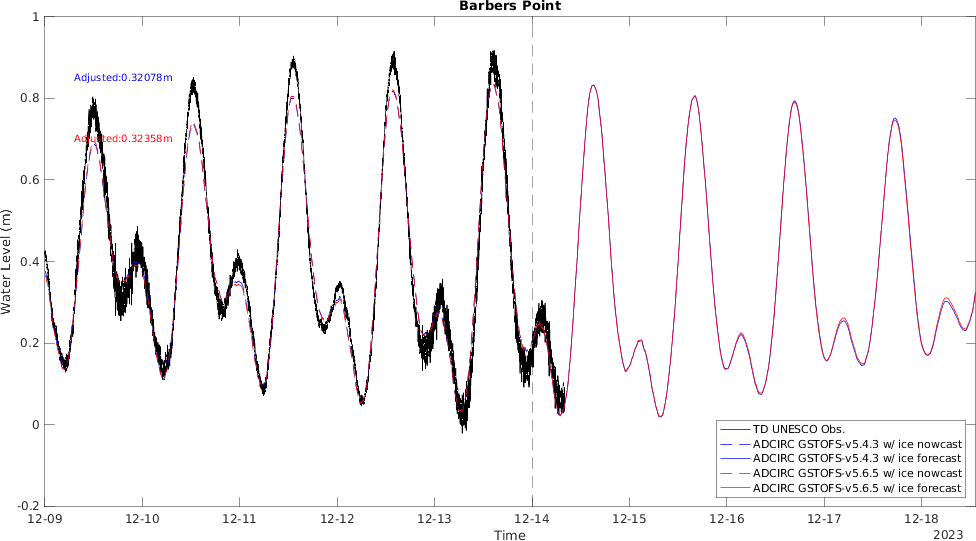 Barbers Point
1
0.8
0.6
0.4
0.2
0
-0.2
Water Level (m)
Adjusted:0.32078m
Adjusted:0.32358m
TD UNESCO Obs.
ADCIRC GSTOFS-v5.4.3 w/ ice nowcast
ADCIRC GSTOFS-v5.4.3 w/ ice forecast
ADCIRC GSTOFS-v5.6.5 w/ ice nowcast
ADCIRC GSTOFS-v5.6.5 w/ ice forecast
12-09 12-10 12-11 12-12 12-13 12-14 12-15 12-16 12-17 12-18
Time
2023